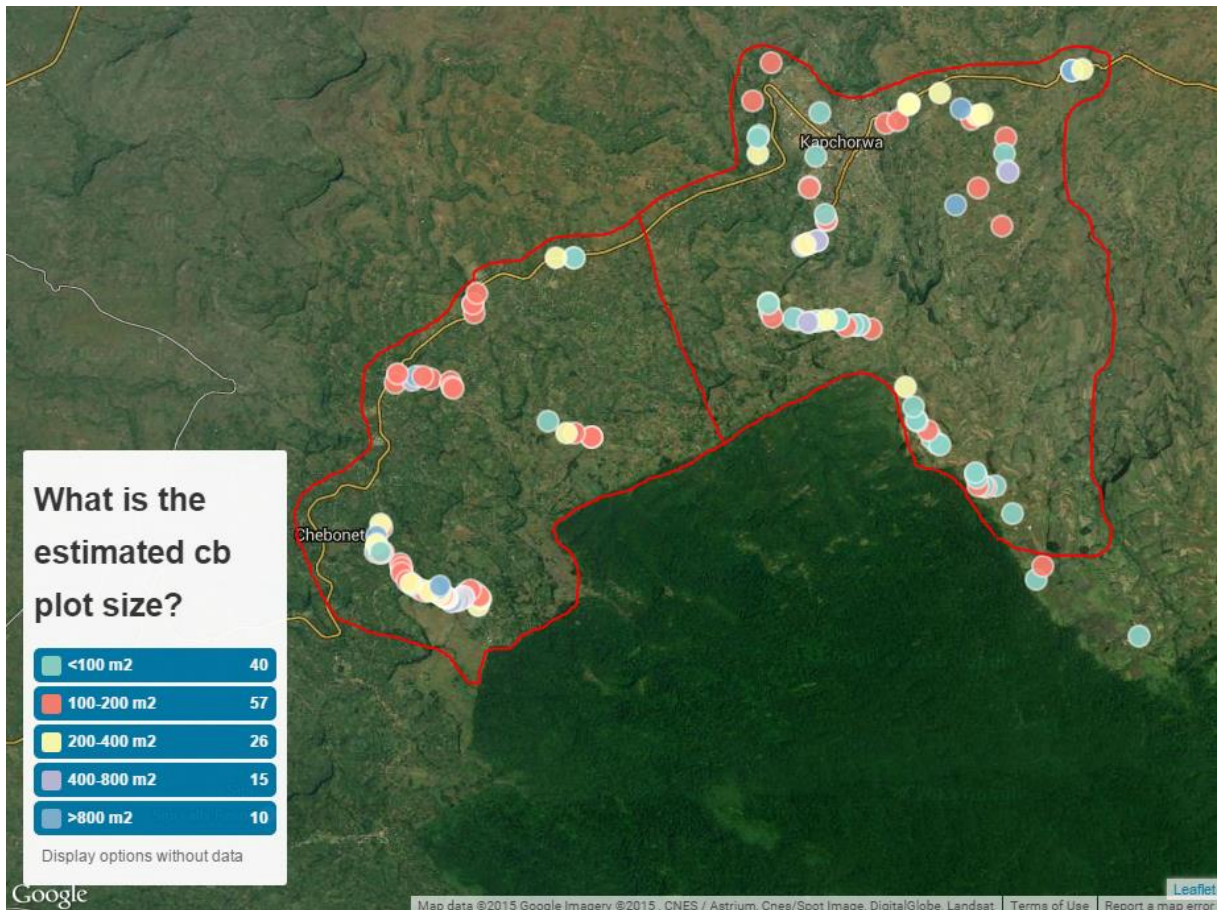 Kapchorwa
Chebonet
What is the
estimated cb
plot size?
<100 m2 40
100-200 m2 57
200-400 m2 26
400-800 m2 15
>800 m2 10
Display options without data
Google
Leaflet
Map data ©2015 Google Imagery ©2015 , CNES / Astrium, Cnes/Spot Image, DigitalGlobe, Landsat Terms of Use Report a map error